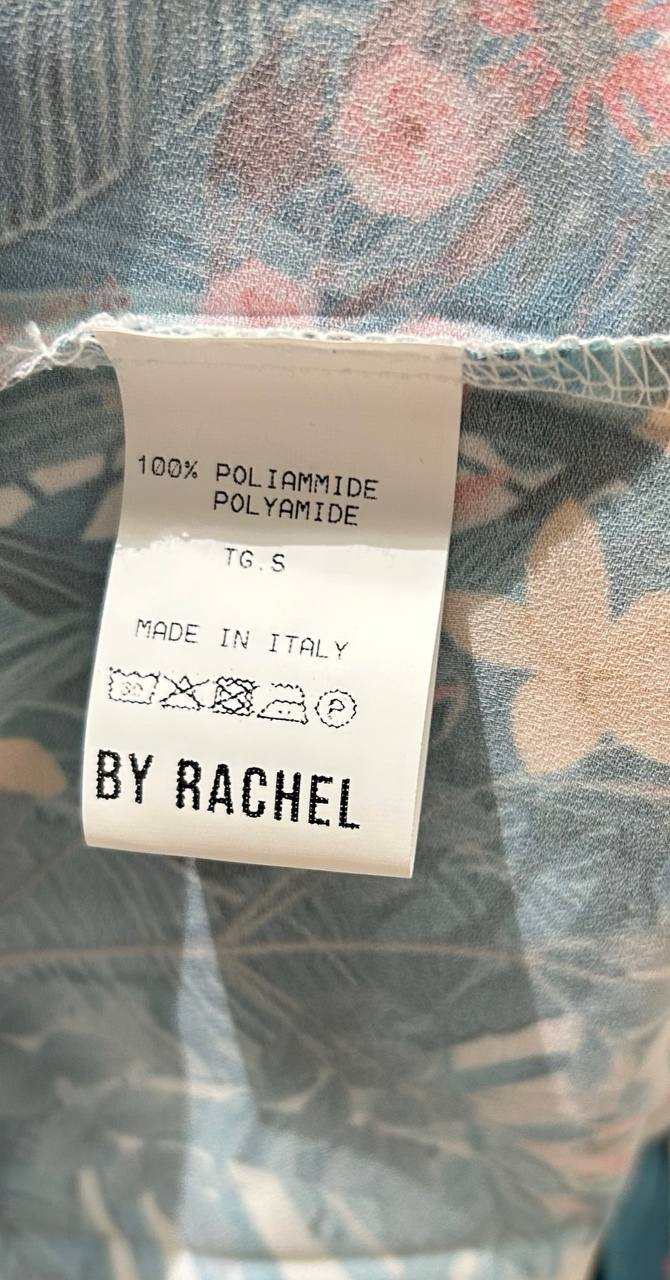 100% POLIAMMIDE
POLYAMIDE
TG.S
MADE IN ITALY
30 P
BY RACHEL